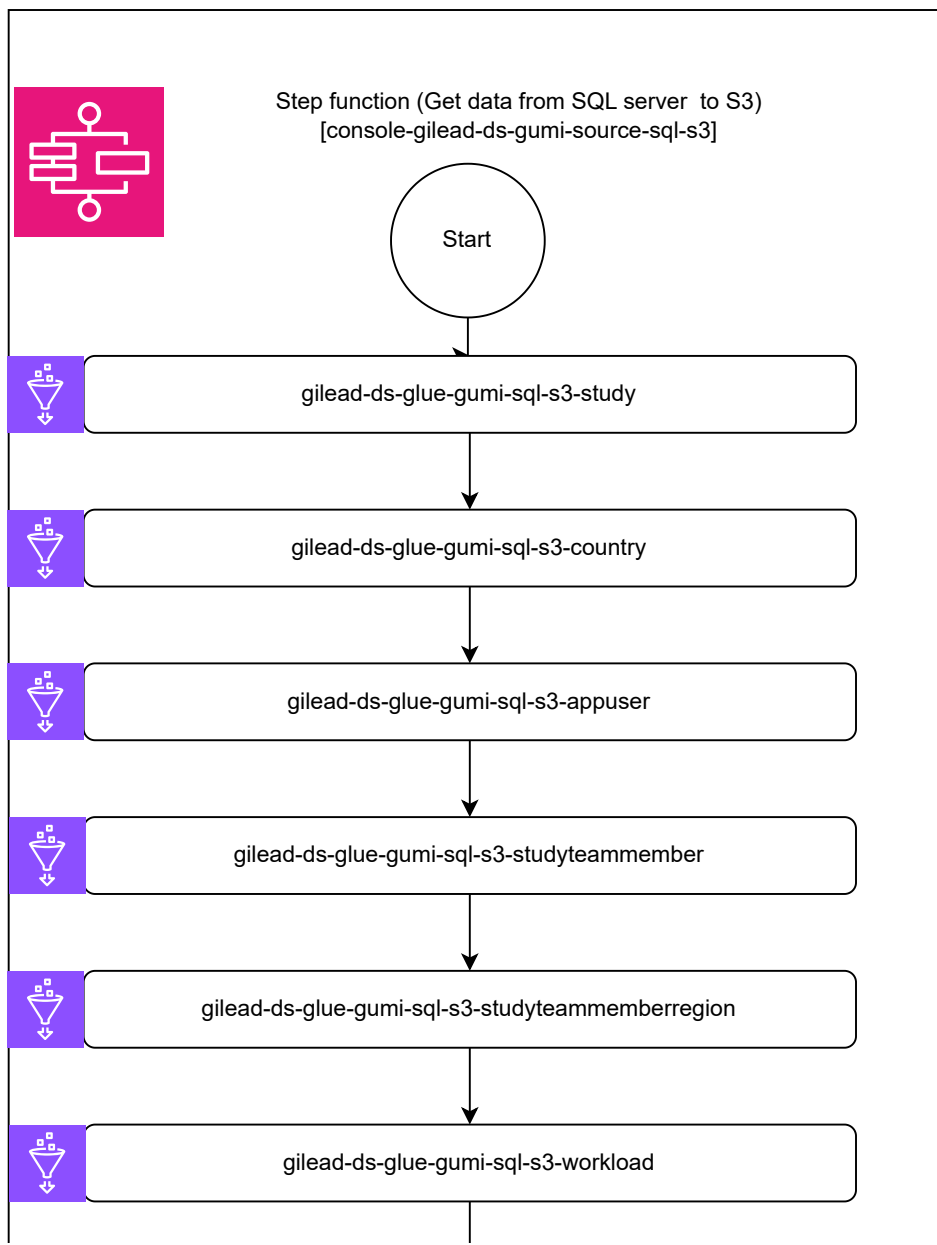 Step function (Get data from SQL server  to S3)
[console-gilead-ds-gumi-source-sql-s3]
Start
gilead-ds-glue-gumi-sql-s3-study
gilead-ds-glue-gumi-sql-s3-country
gilead-ds-glue-gumi-sql-s3-appuser
gilead-ds-glue-gumi-sql-s3-studyteammember
gilead-ds-glue-gumi-sql-s3-studyteammemberregion
gilead-ds-glue-gumi-sql-s3-workload